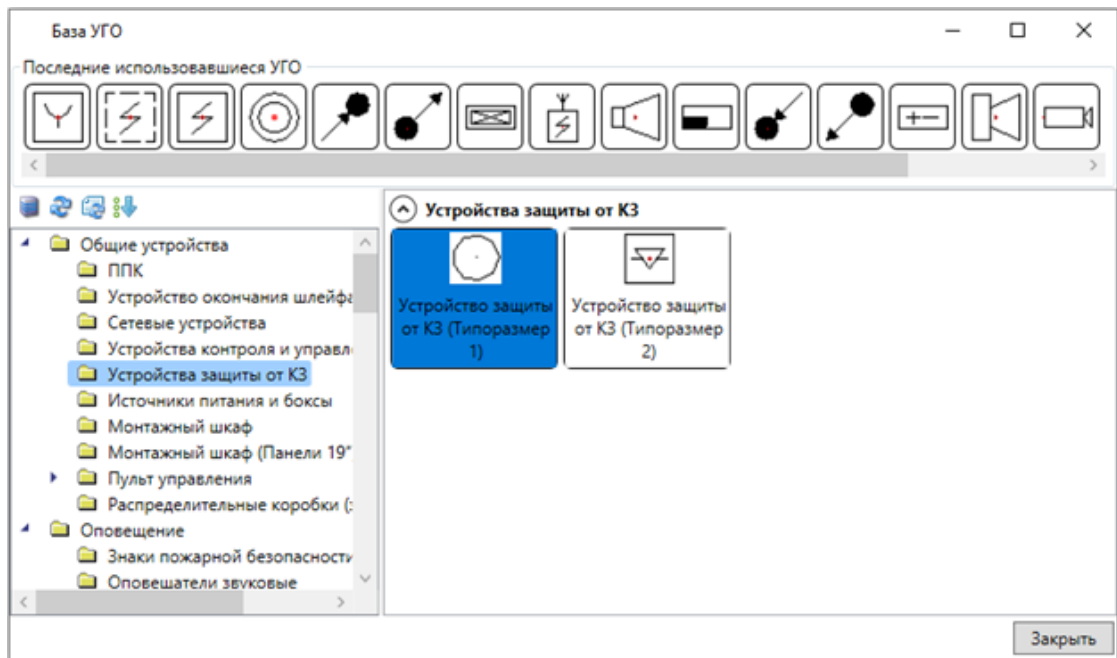 База УГО
Последние использовавшиеся УГО
Общие устройства
ППК
Устройство окончания шлейфа
Сетевые устройства
Устройства контроля и управл
Устройства защиты от КЗ
Источники питания и боксы
Монтажный шкаф
Монтажный шкаф (Панели 19"
Пульт управления
Распределительные коробки (
Оповещение
Знаки пожарной безопасности
Оповещатели звуковые
Устройства защиты от КЗ
Устройство защиты
от КЗ (Типоразмер
1)
Устройство защиты
от КЗ (Типоразмер
2)
Закрыть